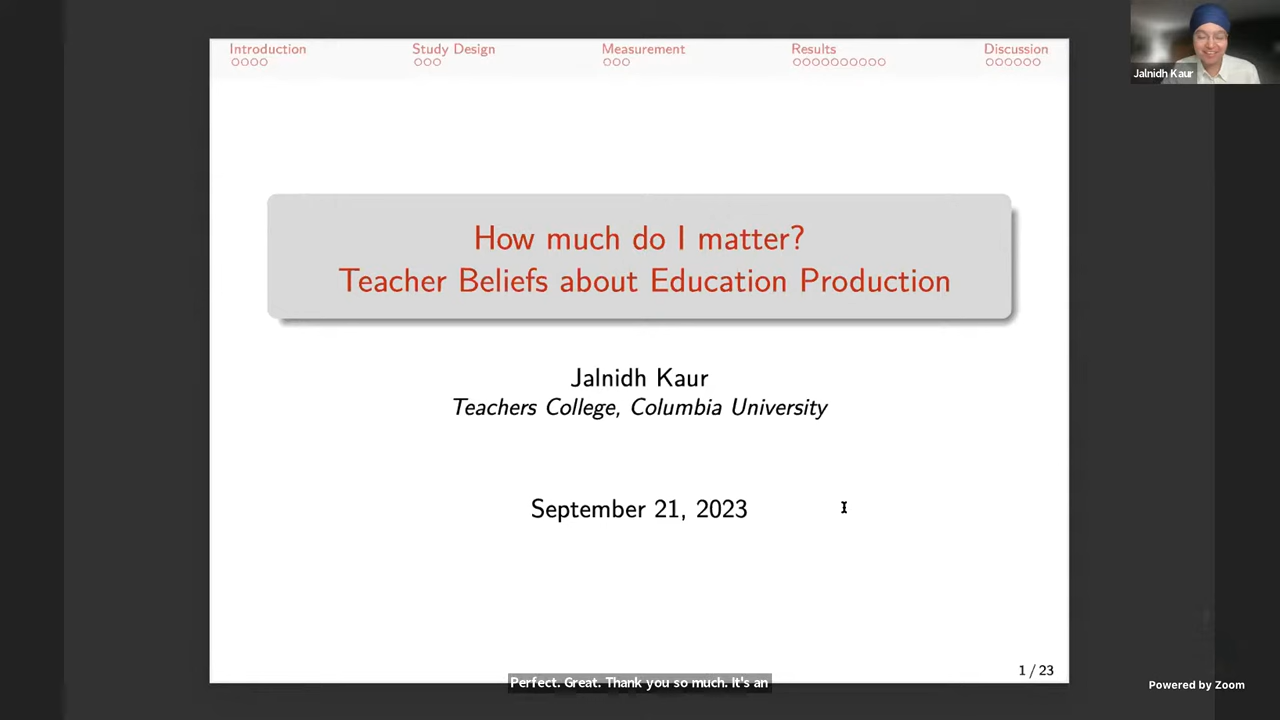 Introduction
Study Design
Measurement
Results
Discussion
Jalnidh Kaur
How much do I matter?
Teacher Beliefs about Education Production
Jalnidh Kaur
Teachers College, Columbia University
September 21, 2023
1 / 23
Perfect. Great. Thank you so much. It's an
Powered by Zoom